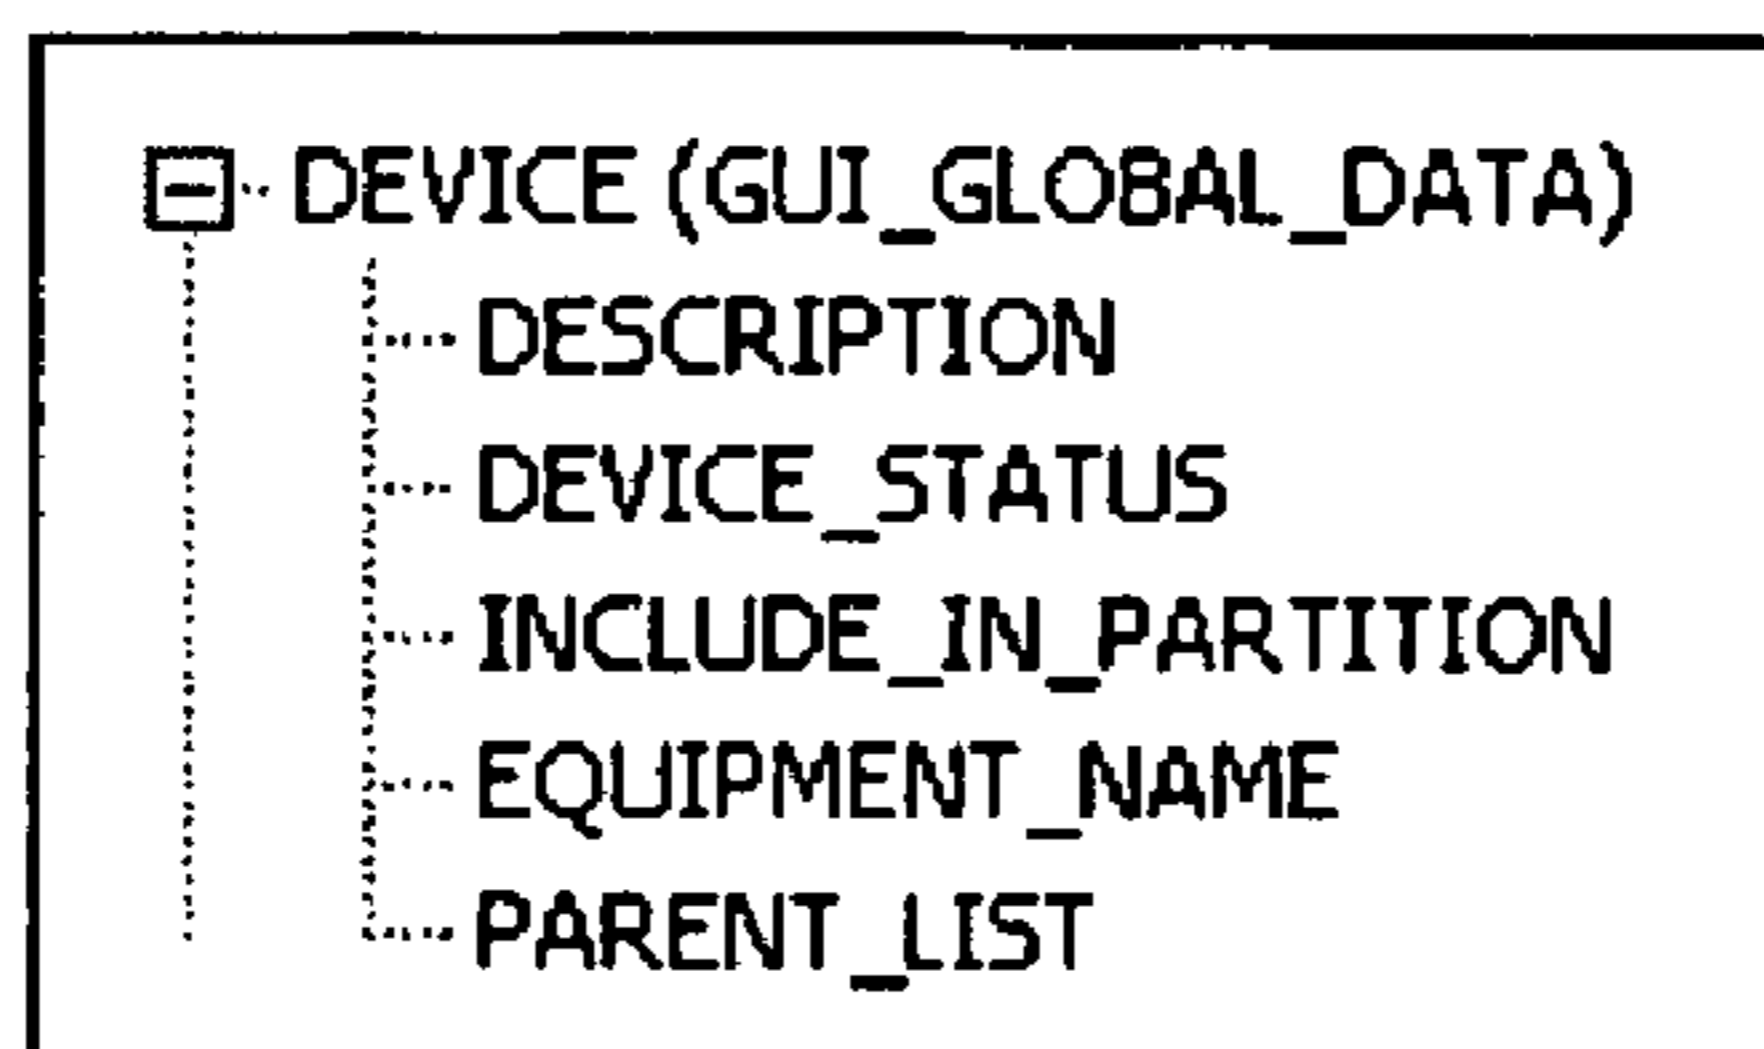 DEVICE (GUI_GLOBAL_DATA)
DESCRIPTION
DEVICE_STATUS
INCLUDE_IN_PARTITION
EQUIPMENT_NAME
PARENT_LIST